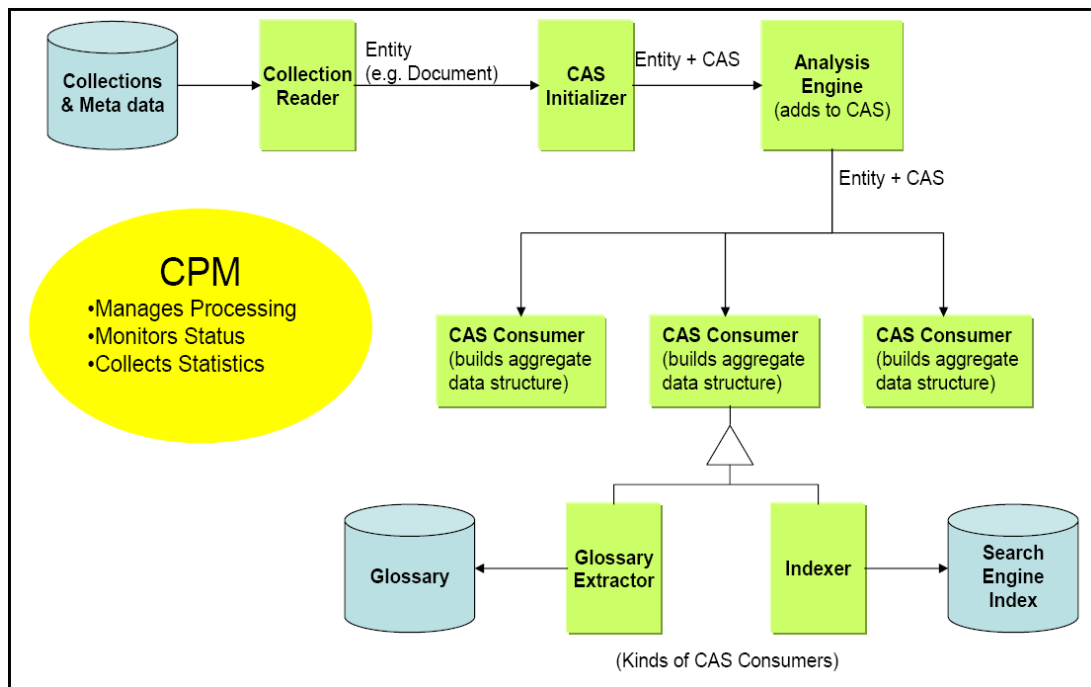 Collections
& Meta data
Collection
Reader
Entity
(e.g. Document)
CAS
Initializer
Entity + CAS
Analysis
Engine
(adds to CAS)
Entity + CAS
CPM
•Manages Processing
•Monitors Status
•Collects Statistics
CAS Consumer
(builds aggregate
data structure)
CAS Consumer
(builds aggregate
data structure)
CAS Consumer
(builds aggregate
data structure)
Glossary
Glossary
Extractor
Indexer
Search
Engine
Index
(Kinds of CAS Consumers)